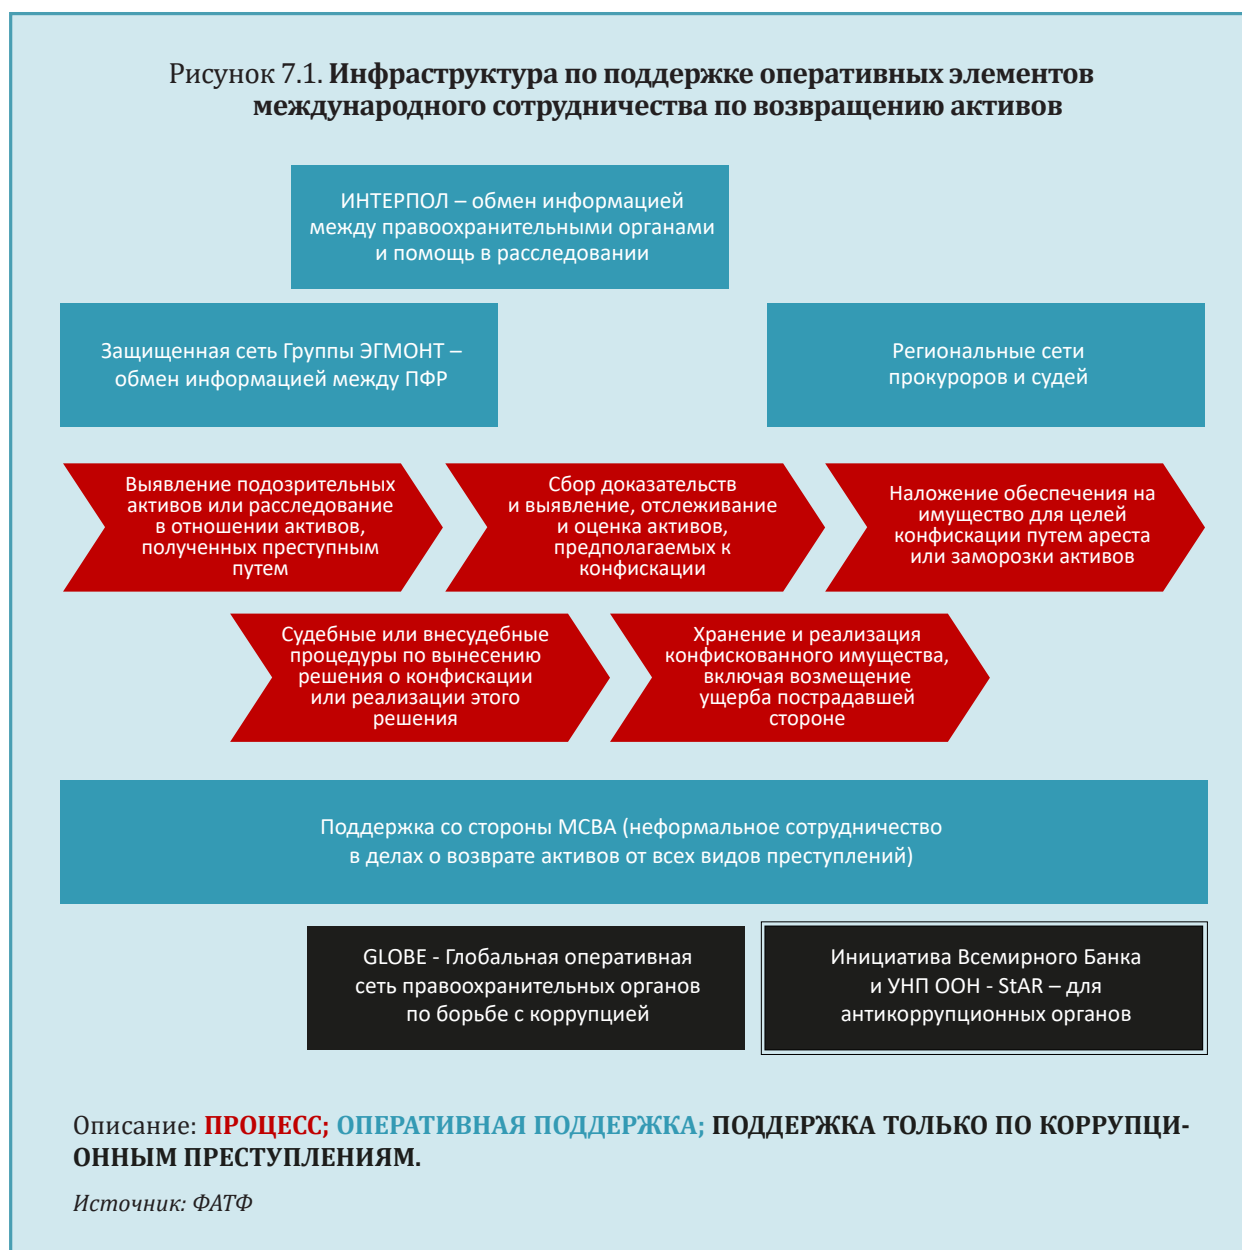 Рисунок 7.1. Инфраструктура по поддержке оперативных элементов
международного сотрудничества по возвращению активов
ИНТЕРПОЛ – обмен информацией
между правоохранительными органами
и помощь в расследовании
Защищенная сеть Группы ЭГМОНТ –
обмен информацией между ПФР
Региональные сети
прокуроров и судей
Выявление подозрительных
активов или расследование
в отношении активов,
полученных преступным
путем
Сбор доказательств
и выявление, отслеживание
и оценка активов,
предполагаемых к
конфискации
Наложение обеспечения на
имущество для целей
конфискации путем ареста
или заморозки активов
Судебные или внесудебные
процедуры по вынесению
решения о конфискации
или реализации этого
решения
Хранение и реализация
конфискованного имущества,
включая возмещение
ущерба пострадавшей
стороне
Поддержка со стороны МСВА (неформальное сотрудничество
в делах о возврате активов от всех видов преступлений)
GLOBE - Глобальная оперативная
сеть правоохранительных органов
по борьбе с коррупцией
Инициатива Всемирного Банка
и УНП ООН - StAR – для
антикоррупционных органов
Описание: ПРОЦЕСС; ОПЕРАТИВНАЯ ПОДДЕРЖКА; ПОДДЕРЖКА ТОЛЬКО ПО КОРРУПЦИ-
ОННЫМ ПРЕСТУПЛЕНИЯМ.
Источник: ФАТФ